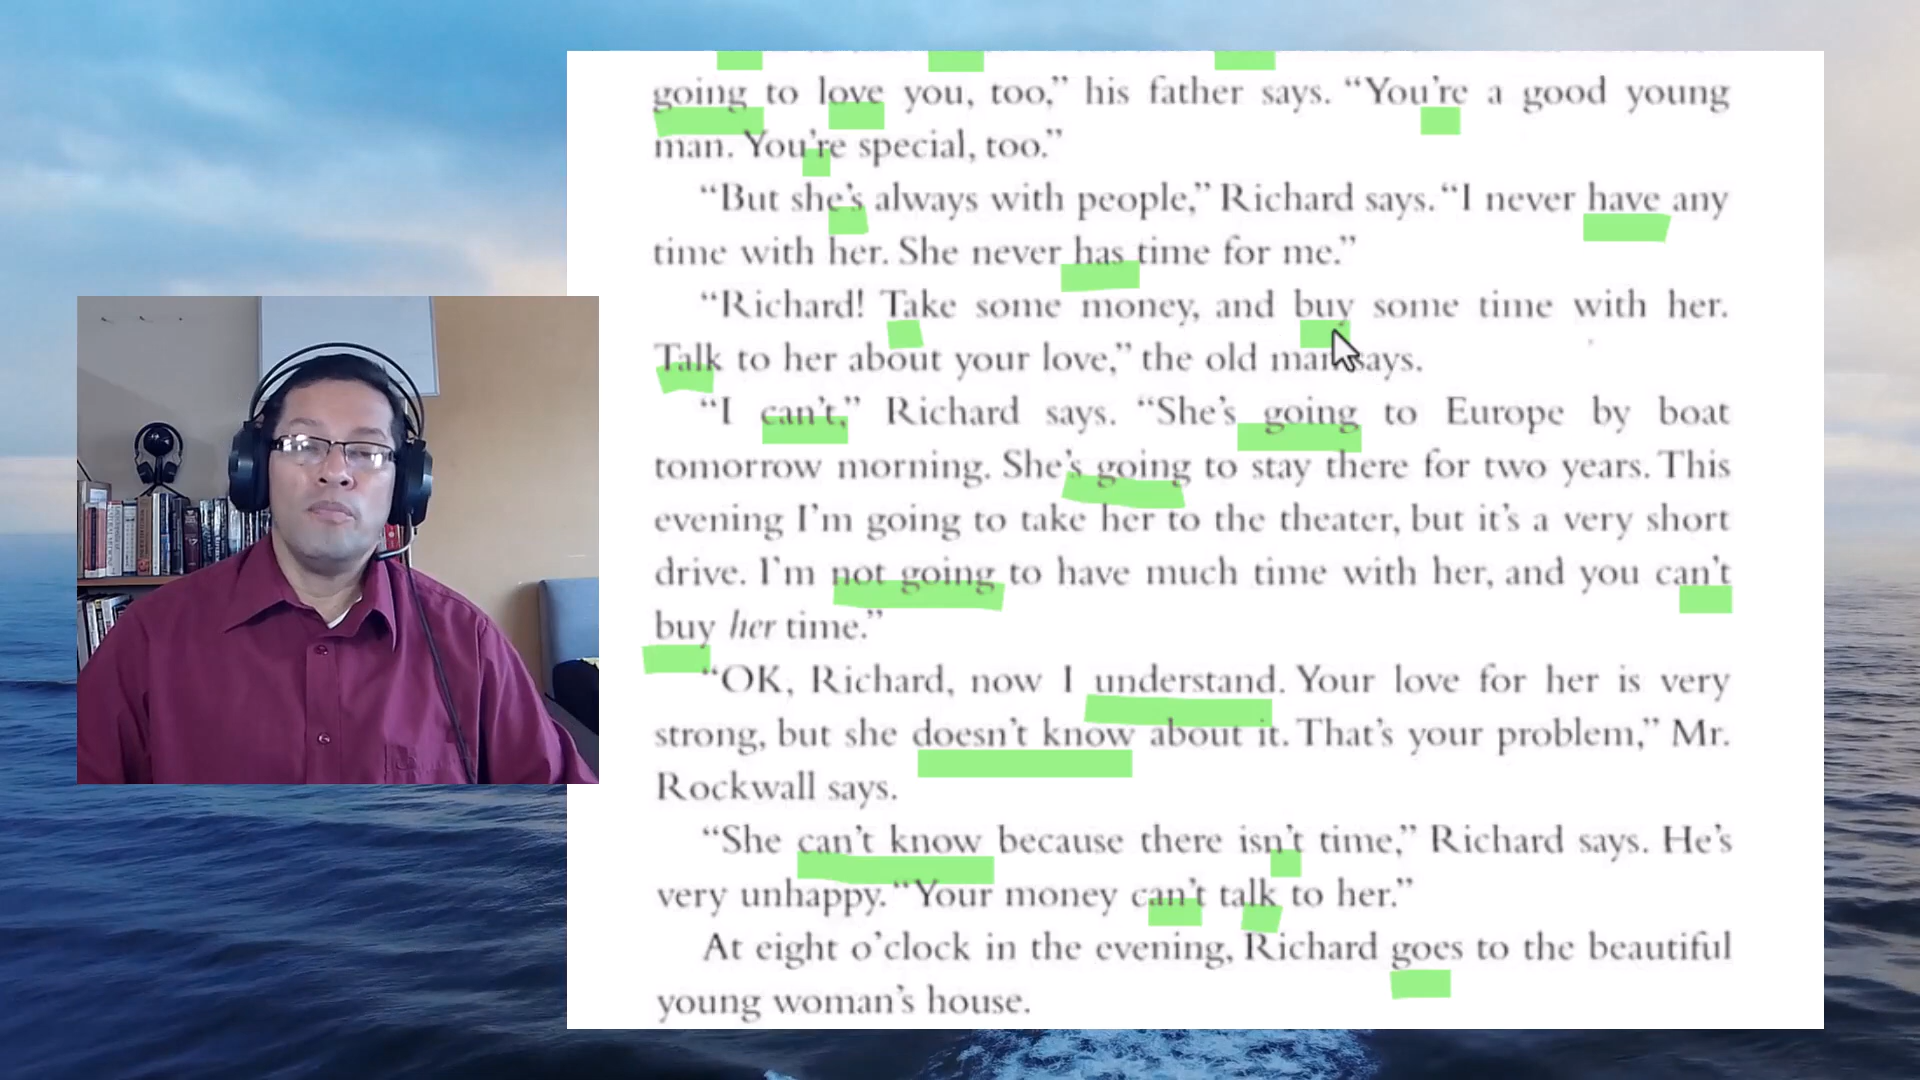 going to love you, too,” his father says. “You’re a good young
man. You’re special, too.”
“But she’s always with people,” Richard says. “I never have any
time with her. She never has time for me.”
“Richard! Take some money, and buy some time with her.
Talk to her about your love,” the old man says.
“I can’t,” Richard says. “She’s going to Europe by boat
tomorrow morning. She’s going to stay there for two years. This
evening I’m going to take her to the theater, but it’s a very short
drive. I’m not going to have much time with her, and you can’t
buy her time.”
“OK, Richard, now I understand. Your love for her is very
strong, but she doesn’t know about it. That’s your problem,” Mr.
Rockwall says.
“She can’t know because there isn’t time,” Richard says. He’s
very unhappy. “Your money can’t talk to her.”
At eight o’clock in the evening, Richard goes to the beautiful
young woman’s house.